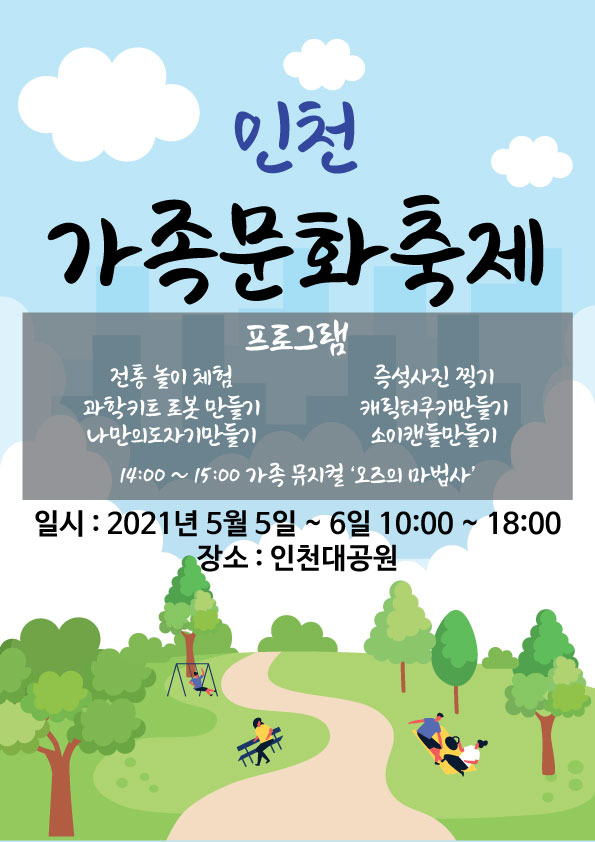 인천
가족문화축제
프로그램
전통 놀이 체험
과학키트 로봇 만들기
나만의도자기만들기
즉석사진 찍기
캐릭터쿠키만들기
소이캔들만들기
14:00 ~ 15:00 가족 뮤지컬 '오즈의 마법사'
일시 : 2021년 5월 5일 ~ 6일 10:00 ~ 18:00
장소 : 인천대공원